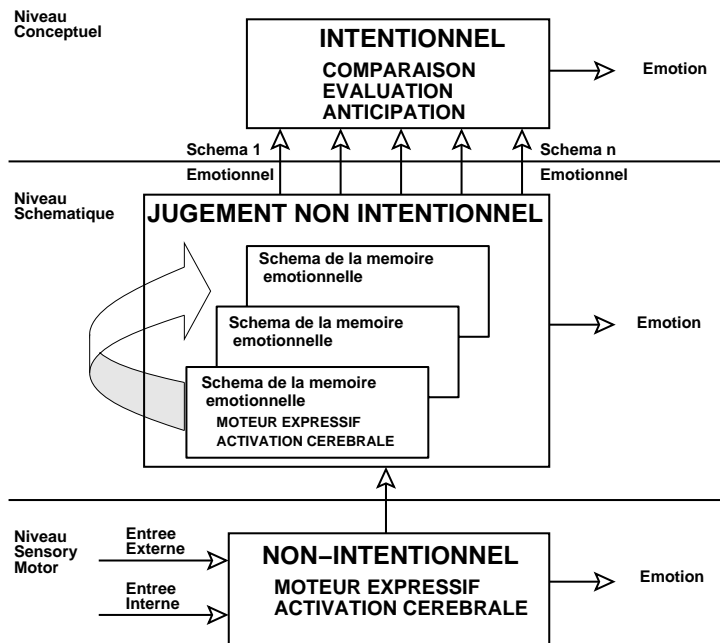 Niveau
Conceptuel
INTENTIONNEL
COMPARAISON
EVALUATION
ANTICIPATION
Emotion
Schema 1
Emotionnel
Schema n
Emotionnel
Niveau
Schematique
JUGEMENT NON INTENTIONNEL
Schema de la memoire
emotionnelle
Schema de la memoire
emotionnelle
Schema de la memoire
emotionnelle
MOTEUR EXPRESSIF
ACTIVATION CEREBRALE
Emotion
Niveau
Sensory
Motor
Entree
Externe
Entree
Interne
NON–INTENTIONNEL
MOTEUR EXPRESSIF
ACTIVATION CEREBRALE
Emotion